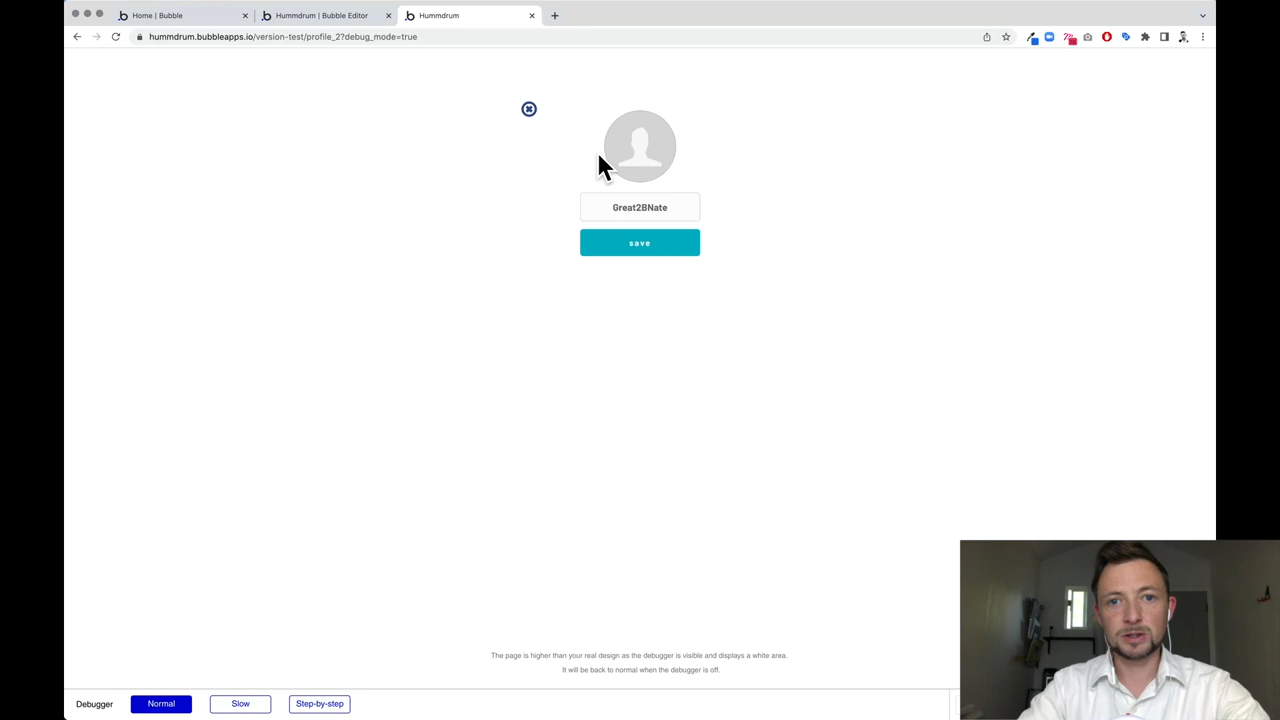 Home | Bubble
Hummdrum | Bubble Editor
Hummdrum
hummdrum.bubbleapps.io/version-test/profile_2?debug_mode=true
Great2BNate
save
The page is higher than your real design as the debugger is visible and displays a white area.
It will be back to normal when the debugger is off.
Debugger
Normal
Slow
Step-by-step